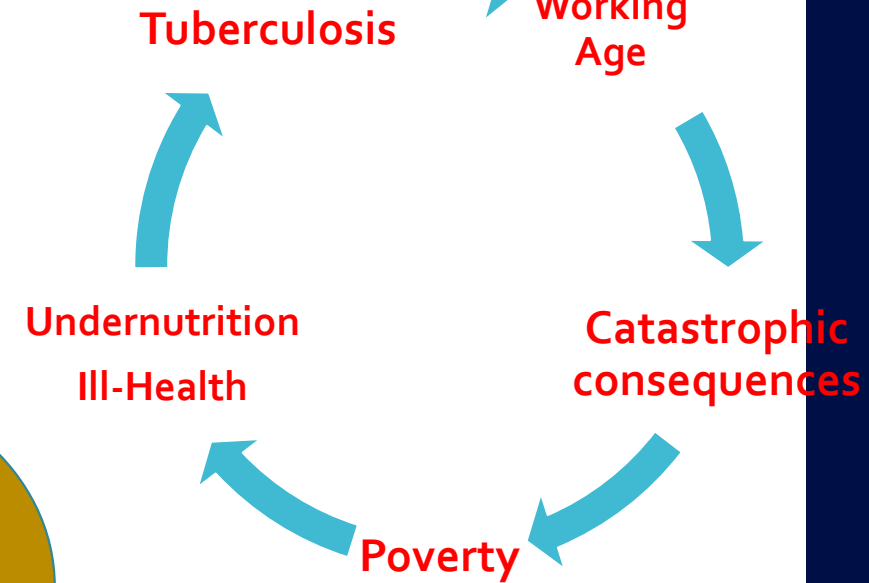 Tuberculosis
Working
Age
Undernutrition
Ill-Health
Catastrophic
consequences
Poverty